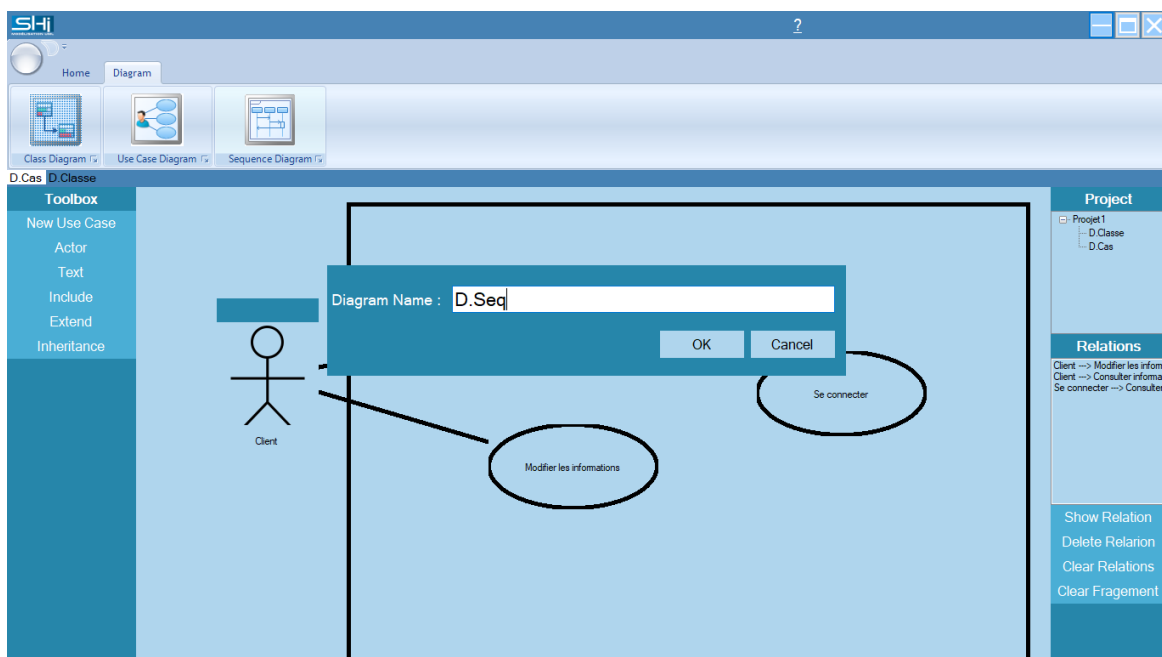 SHi
?
Home Diagram
Class Diagram Use Case Diagram Sequence Diagram
D.Cas D.Classe
Toolbox
New Use Case
Actor
Text
Include
Extend
Inheritance
Diagram Name : D.Seq
OK Cancel
Client
Se connecter
Modifier les informations
Project
Proojet1
D.Classe
D.Cas
Relations
Client ---> Modifier les inform
Client ---> Consulter informa
Se connecter ---> Consulter
Show Relation
Delete Relarion
Clear Relations
Clear Fragement